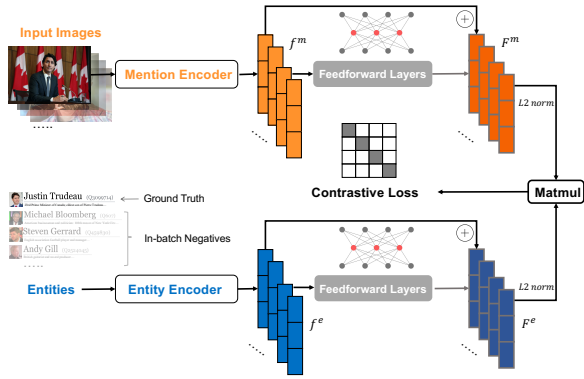 Input Images
Mention Encoder
f^m
Feedforward Layers
+
F^m
L2 norm
.....
Contrastive Loss
Matmul
Justin Trudeau
Ground Truth
Michael Bloomberg
Steven Gerrard
Andy Gill
In-batch Negatives
.....
Entities
Entity Encoder
f^e
Feedforward Layers
+
F^e
L2 norm